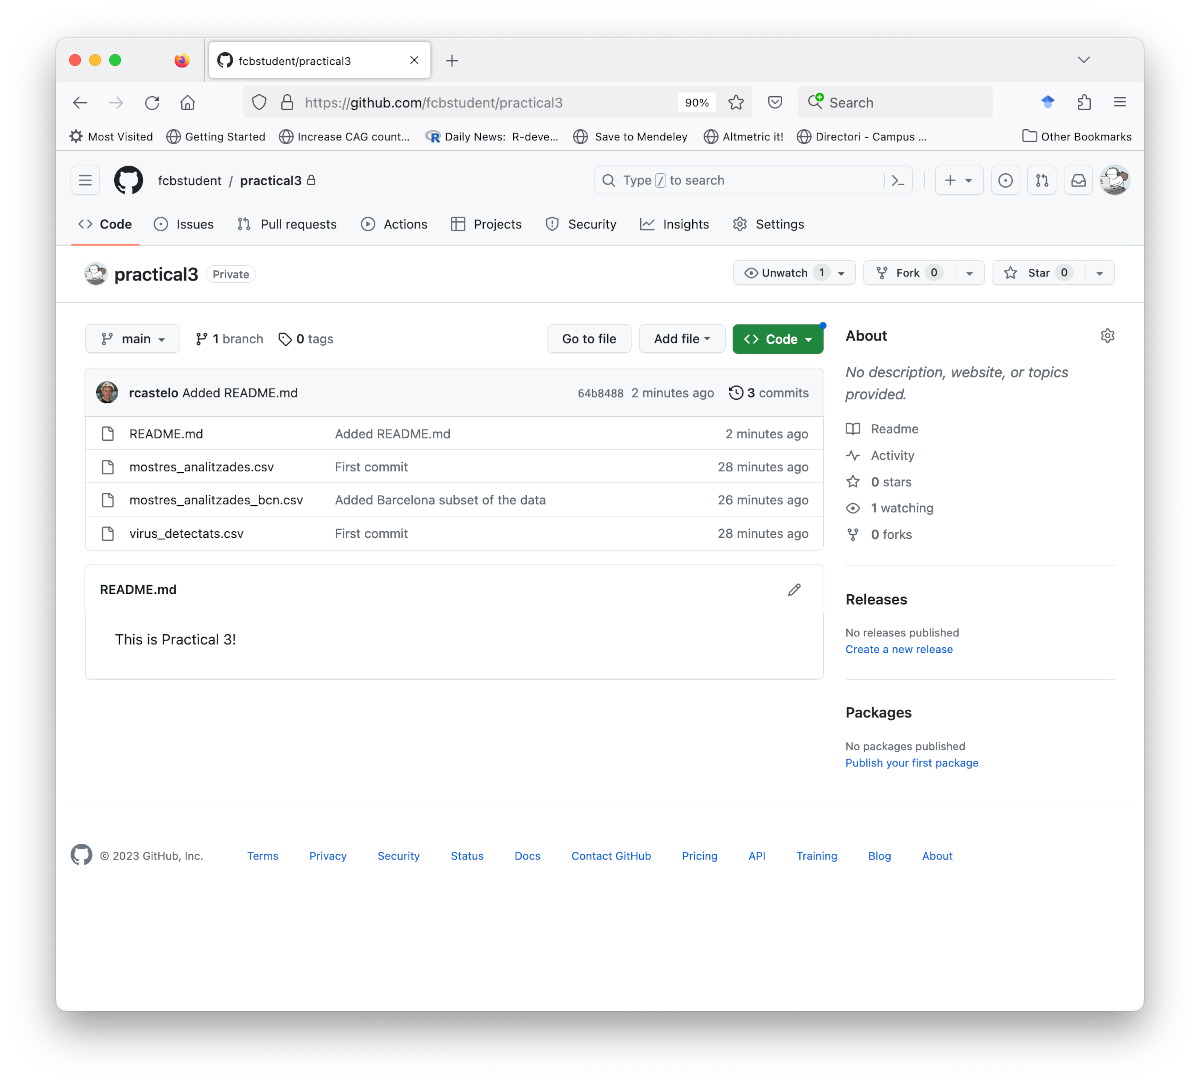 fcbstudent/practical3
https://github.com/fcbstudent/practical3 90% Search
Most Visited Getting Started Increase CAG count... Daily News: R-deve... Save to Mendeley Altmetric it! Directori - Campus ... Other Bookmarks
fcbstudent / practical3 Type / to search
Code Issues Pull requests Actions Projects Security Insights Settings
practical3 Private Unwatch 1 Fork 0 Star 0
main 1 branch 0 tags Go to file Add file Code
rcastelo Added README.md 64b8488 2 minutes ago 3 commits
README.md Added README.md 2 minutes ago
mostres_analitzades.csv First commit 28 minutes ago
mostres_analitzades_bcn.csv Added Barcelona subset of the data 26 minutes ago
virus_detectats.csv First commit 28 minutes ago
README.md
This is Practical 3!
About
No description, website, or topics
provided.
Readme
Activity
0 stars
1 watching
0 forks
Releases
No releases published
Create a new release
Packages
No packages published
Publish your first package
© 2023 GitHub, Inc. Terms Privacy Security Status Docs Contact GitHub Pricing API Training Blog About